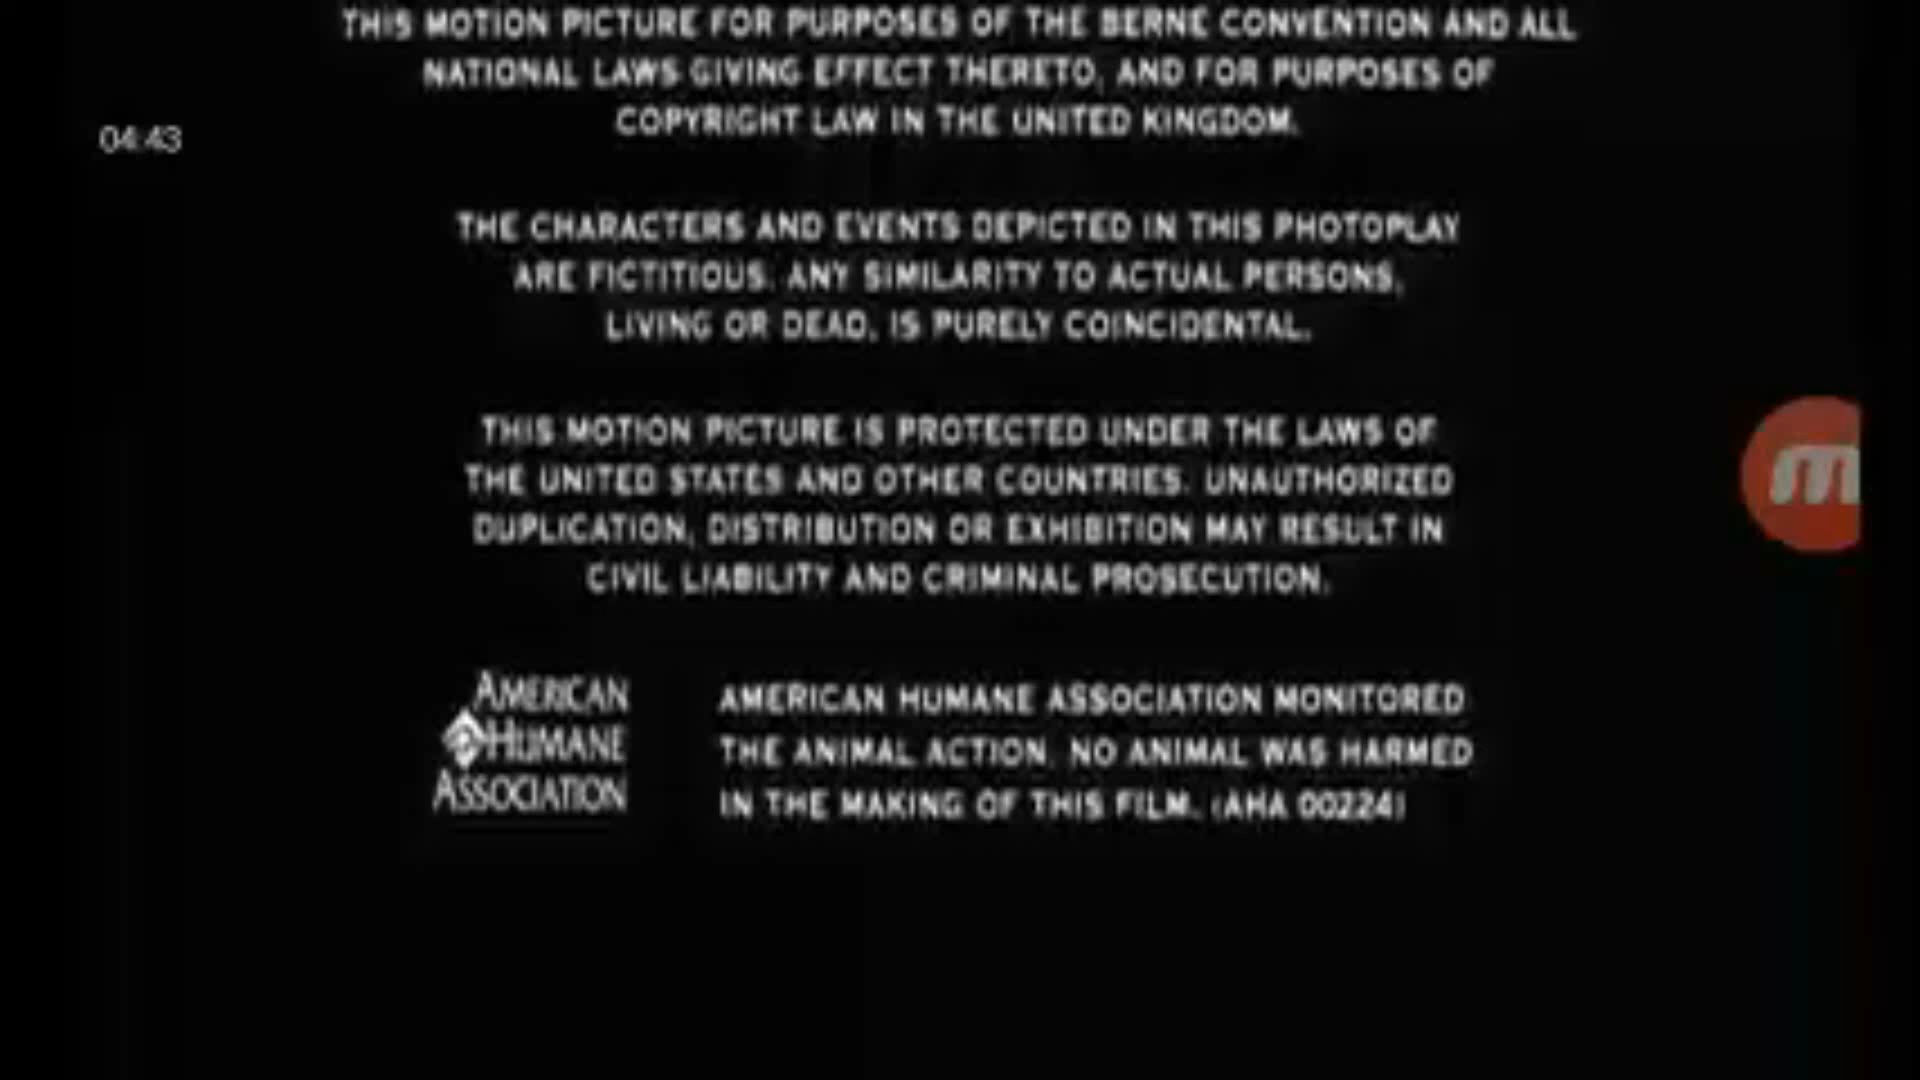 THIS MOTION PICTURE FOR PURPOSES OF THE BERNE CONVENTION AND ALL
NATIONAL LAWS GIVING EFFECT THERETO, AND FOR PURPOSES OF
COPYRIGHT LAW IN THE UNITED KINGDOM.
04:43
THE CHARACTERS AND EVENTS DEPICTED IN THIS PHOTOPLAY
ARE FICTITIOUS. ANY SIMILARITY TO ACTUAL PERSONS,
LIVING OR DEAD, IS PURELY COINCIDENTAL.
THIS MOTION PICTURE IS PROTECTED UNDER THE LAWS OF
THE UNITED STATES AND OTHER COUNTRIES. UNAUTHORIZED
DUPLICATION, DISTRIBUTION OR EXHIBITION MAY RESULT IN
CIVIL LIABILITY AND CRIMINAL PROSECUTION.
AMERICAN
HUMANE
ASSOCIATION
AMERICAN HUMANE ASSOCIATION MONITORED
THE ANIMAL ACTION. NO ANIMAL WAS HARMED
IN THE MAKING OF THIS FILM. (AHA 00224)
m